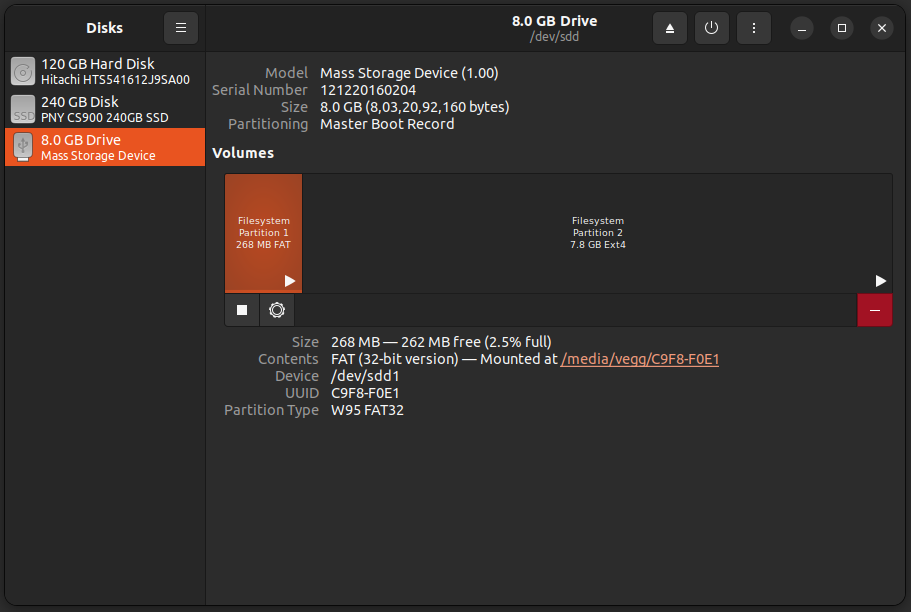 Disks
8.0 GB Drive
/dev/sdd
120 GB Hard Disk
Hitachi HTS541612J9SA00
240 GB Disk
SSD
PNY CS900 240GB SSD
8.0 GB Drive
Mass Storage Device
Model Mass Storage Device (1.00)
Serial Number 121220160204
Size 8.0 GB (8,03,20,92,160 bytes)
Partitioning Master Boot Record
Volumes
Filesystem
Partition 1
268 MB FAT
Filesystem
Partition 2
7.8 GB Ext4
Size 268 MB — 262 MB free (2.5% full)
Contents FAT (32-bit version) — Mounted at /media/vegg/C9F8-F0E1
Device /dev/sdd1
UUID C9F8-F0E1
Partition Type W95 FAT32